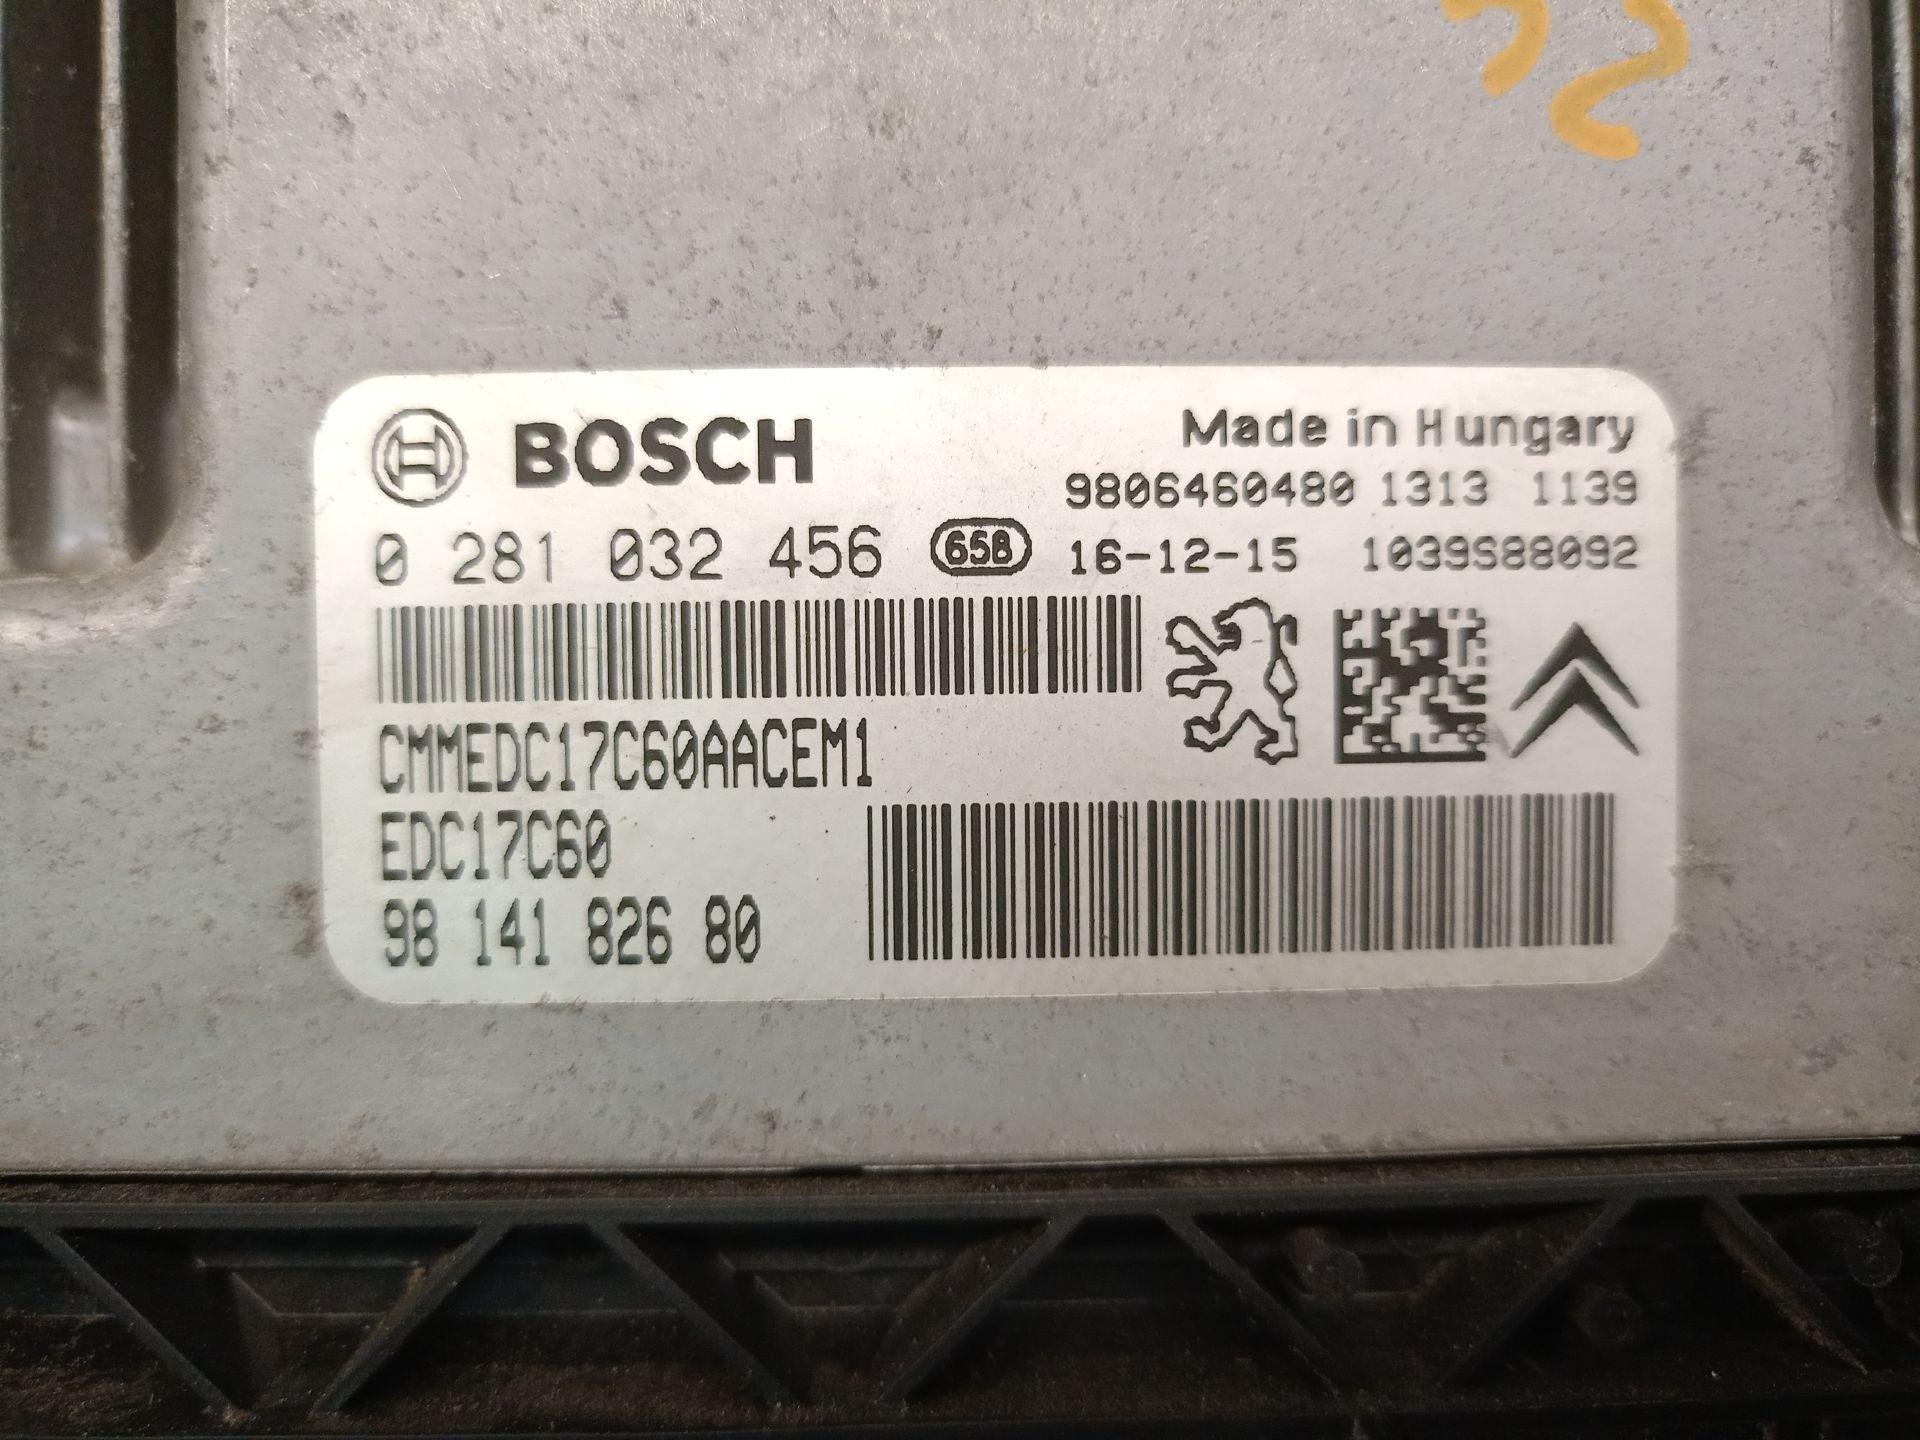 52
BOSCH
Made in Hungary
9806460480 1313 1139
0 281 032 456 658 16-12-15 1039S88092
CMMEDC17C60AACEM1
EDC17C60
98 141 826 80